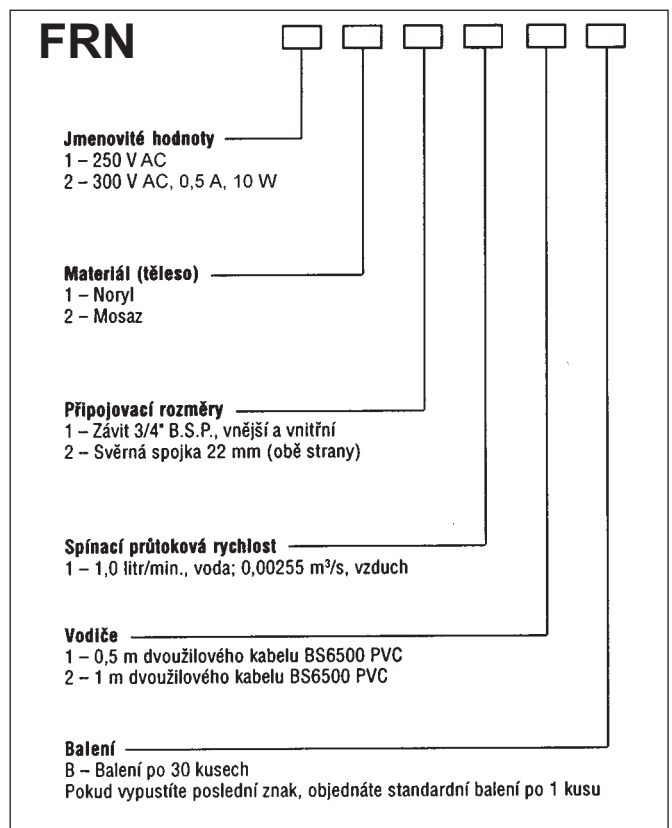 FRN
Jmenovité hodnoty
1 – 250 V AC
2 – 300 V AC, 0,5 A, 10 W
Materiál (těleso)
1 – Noryl
2 – Mosaz
Připojovací rozměry
1 – Závit 3/4" B.S.P., vnější a vnitřní
2 – Svěrná spojka 22 mm (obě strany)
Spínací průtoková rychlost
1 – 1,0 litr/min., voda; 0,00255 m³/s, vzduch
Vodiče
1 – 0,5 m dvoužilového kabelu BS6500 PVC
2 – 1 m dvoužilového kabelu BS6500 PVC
Balení
B – Balení po 30 kusech
Pokud vypustíte poslední znak, objednáte standardní balení po 1 kusu